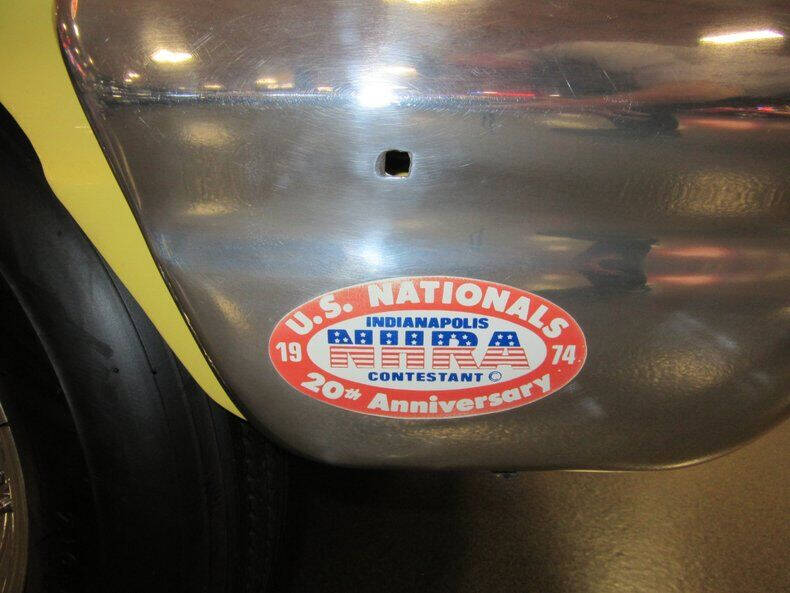 U.S. NATIONALS
INDIANAPOLIS
19 NHRA 74
CONTESTANT ©
20th Anniversary